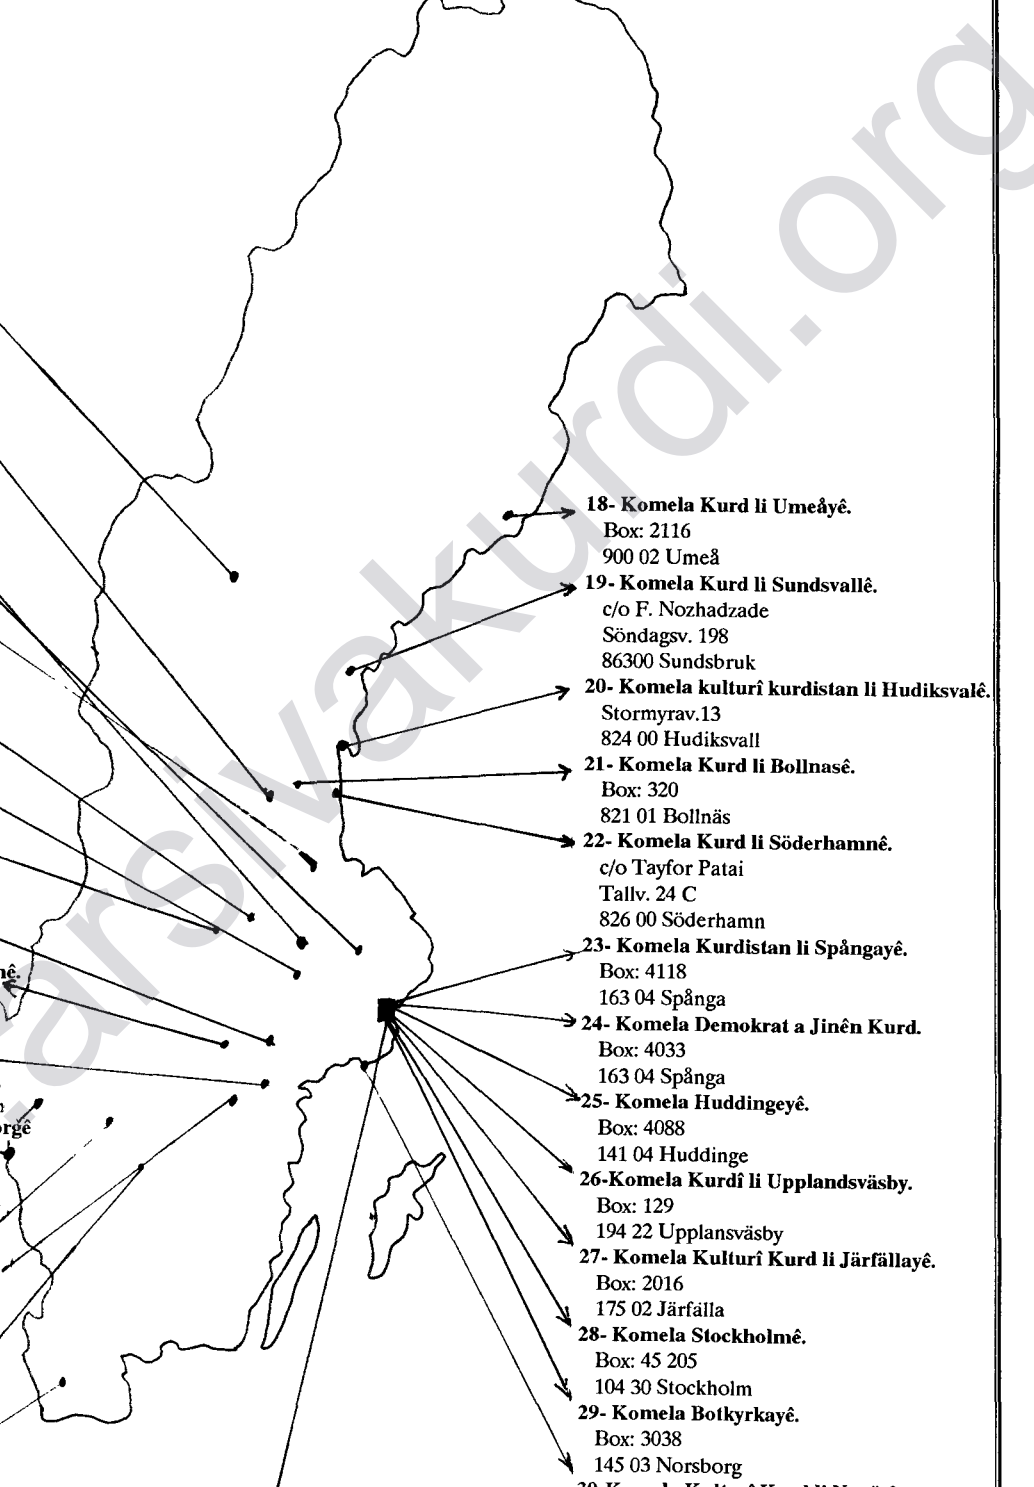 18- Komela Kurd li Umeåyê.
Box: 2116
900 02 Umeå
19- Komela Kurd li Sundsvallê.
c/o F. Nozhadzade
Söndagsv. 198
86300 Sundsbruk
20- Komela kulturî kurdistan li Hudiksvalê.
Stormyrav.13
824 00 Hudiksvall
21- Komela Kurd li Bollnasê.
Box: 320
821 01 Bollnäs
22- Komela Kurd li Söderhamnê.
c/o Tayfor Patai
Tallv. 24 C
826 00 Söderhamn
23- Komela Kurdistan li Spångayê.
Box: 4118
163 04 Spånga
24- Komela Demokrat a Jinên Kurd.
Box: 4033
163 04 Spånga
25- Komela Huddingeyê.
Box: 4088
141 04 Huddinge
26-Komela Kurdî li Upplandsväsby.
Box: 129
194 22 Upplansväsby
27- Komela Kulturî Kurd li Järfällayê.
Box: 2016
175 02 Järfälla
28- Komela Stockholmê.
Box: 45 205
104 30 Stockholm
29- Komela Botkyrkayê.
Box: 3038
145 03 Norsborg
arsivakurdi.org